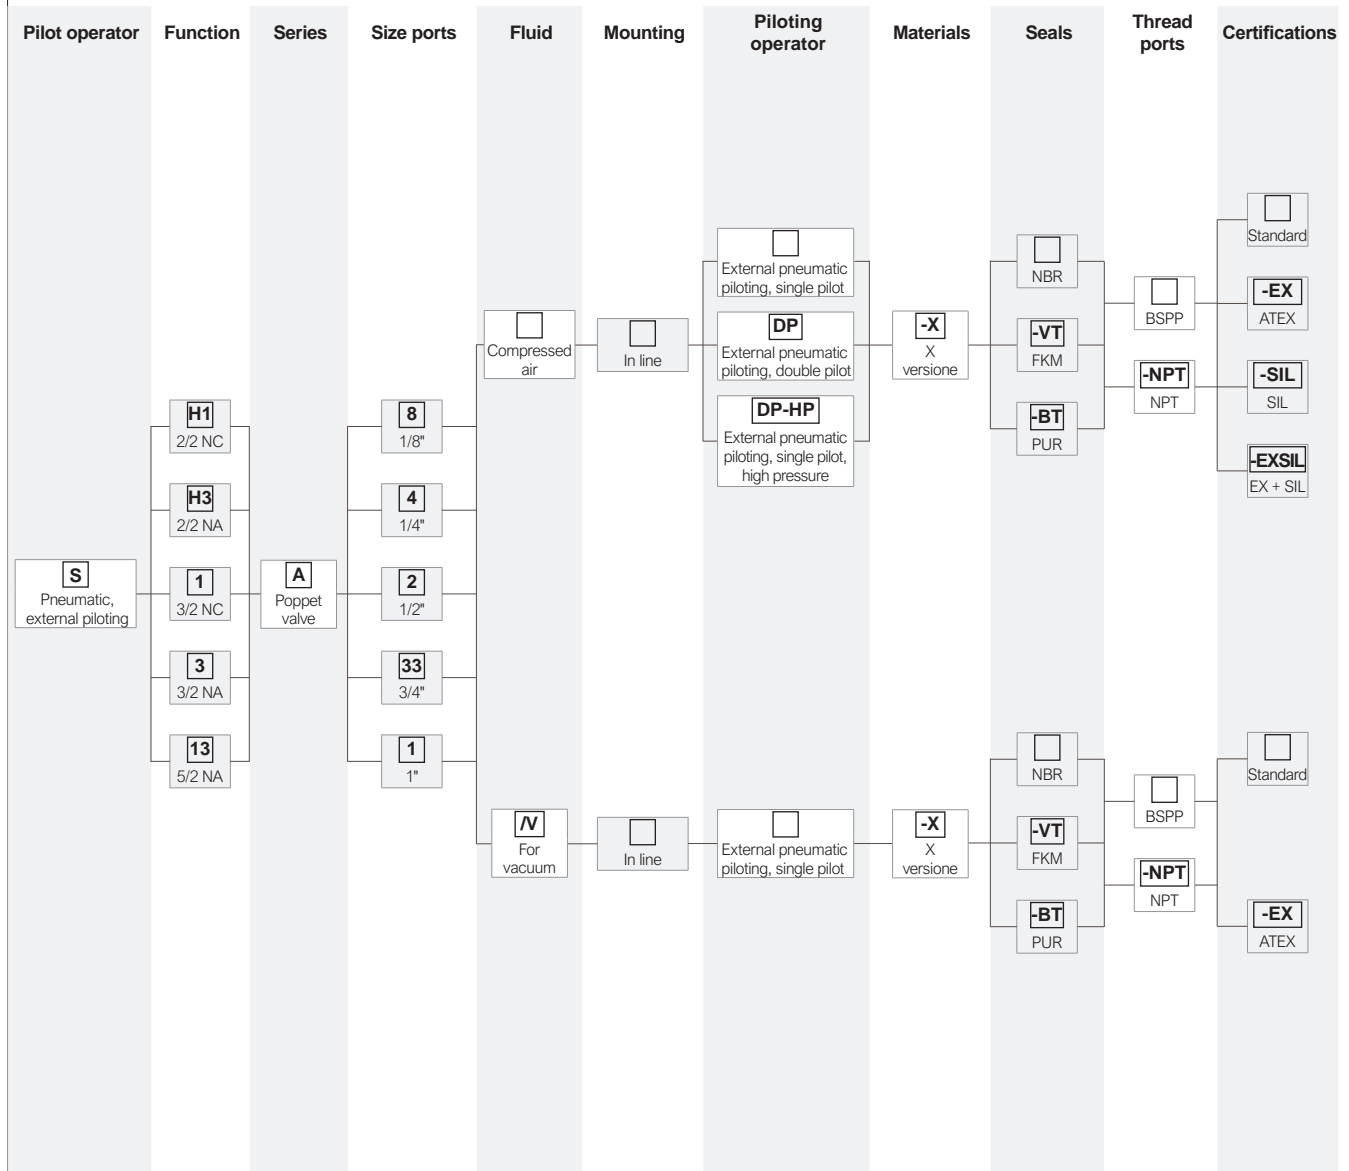 Pilot operator
Function
Series
Size ports
Fluid
Mounting
Piloting
operator
Materials
Seals
Thread
ports
Certifications
S
Pneumatic,
external piloting
H1
2/2 NC
H3
2/2 NA
1
3/2 NC
3
3/2 NA
13
5/2 NA
A
Poppet
valve
8
1/8"
4
1/4"
2
1/2"
33
3/4"
1
1"
Compressed
air
In line
External pneumatic
piloting, single pilot
DP
External pneumatic
piloting, double pilot
DP-HP
External pneumatic
piloting, single pilot,
high pressure
-X
X
versione
NBR
-VT
FKM
-BT
PUR
BSPP
-NPT
NPT
Standard
-EX
ATEX
-SIL
SIL
-EXSIL
EX + SIL
/V
For
vacuum
In line
External pneumatic
piloting, single pilot
-X
X
versione
NBR
-VT
FKM
-BT
PUR
BSPP
-NPT
NPT
Standard
-EX
ATEX